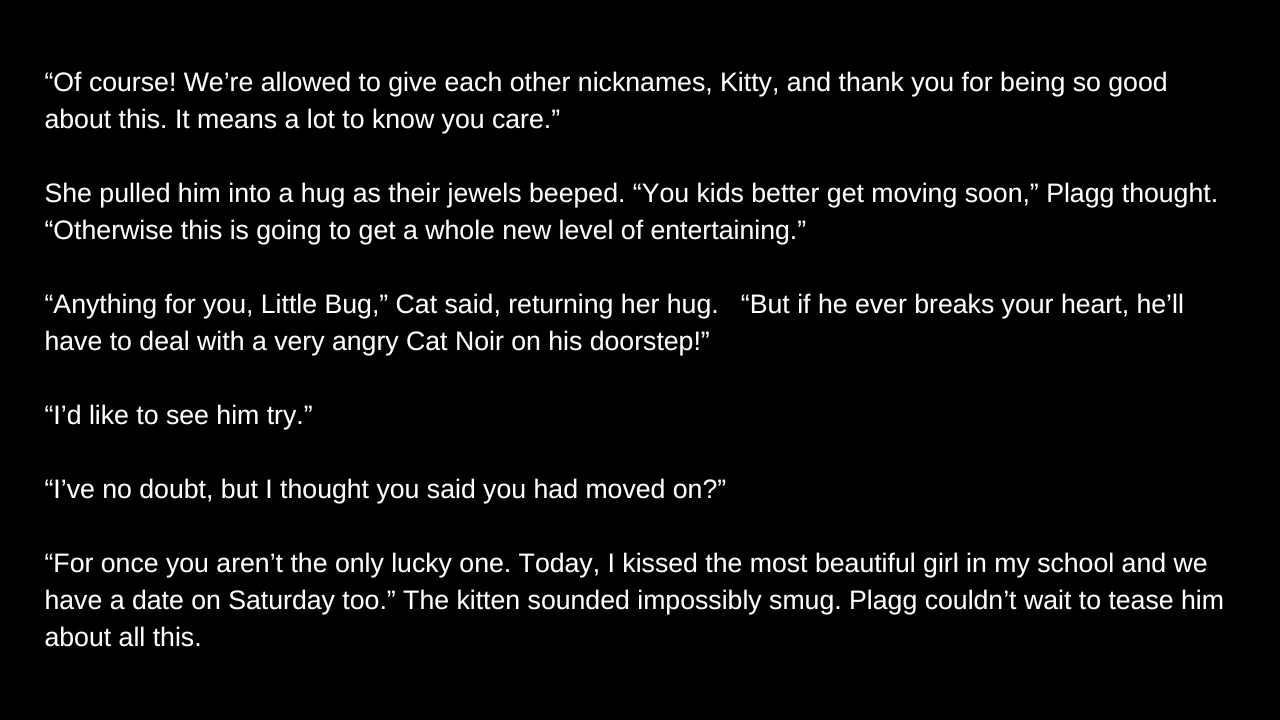 “Of course! We’re allowed to give each other nicknames, Kitty, and thank you for being so good
about this. It means a lot to know you care.”
She pulled him into a hug as their jewels beeped. “You kids better get moving soon,” Plagg thought.
“Otherwise this is going to get a whole new level of entertaining.”
“Anything for you, Little Bug,” Cat said, returning her hug.   “But if he ever breaks your heart, he’ll
have to deal with a very angry Cat Noir on his doorstep!”
“I’d like to see him try.”
“I’ve no doubt, but I thought you said you had moved on?”
“For once you aren’t the only lucky one. Today, I kissed the most beautiful girl in my school and we
have a date on Saturday too.” The kitten sounded impossibly smug. Plagg couldn’t wait to tease him
about all this.